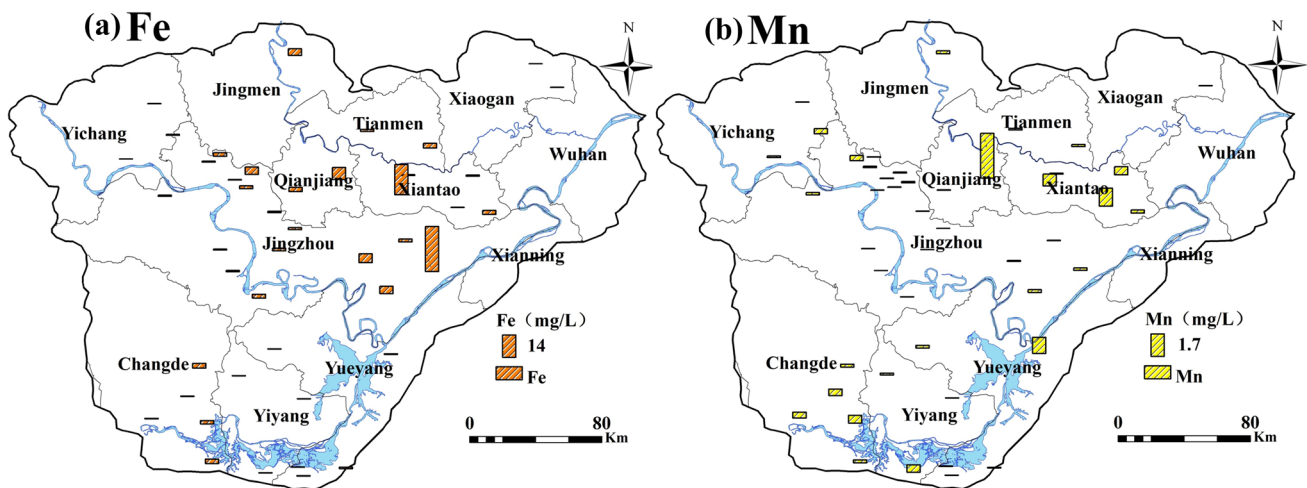 (a) Fe
N
Jingmen
Xiaogan
Tianmen
Yichang
Wuhan
Qianjiang
Xiantao
Jingzhou
Xianning
Fe（mg/L）
14
Fe
Changde
Yueyang
Yiyang
0 80
Km
(b) Mn
N
Jingmen
Xiaogan
Tianmen
Yichang
Wuhan
Qianjiang
Xiantao
Jingzhou
Xianning
Mn（mg/L）
1.7
Mn
Changde
Yueyang
Yiyang
0 80
Km